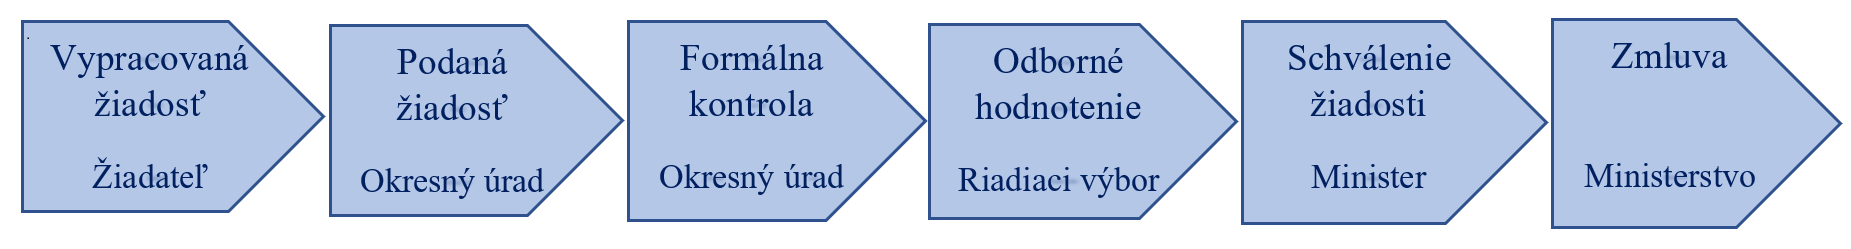 Vypracovaná
žiadosť
Žiadateľ
Podaná
žiadosť
Okresný úrad
Formálna
kontrola
Okresný úrad
Odborné
hodnotenie
Riadiaci výbor
Schválenie
žiadosti
Minister
Zmluva
Ministerstvo